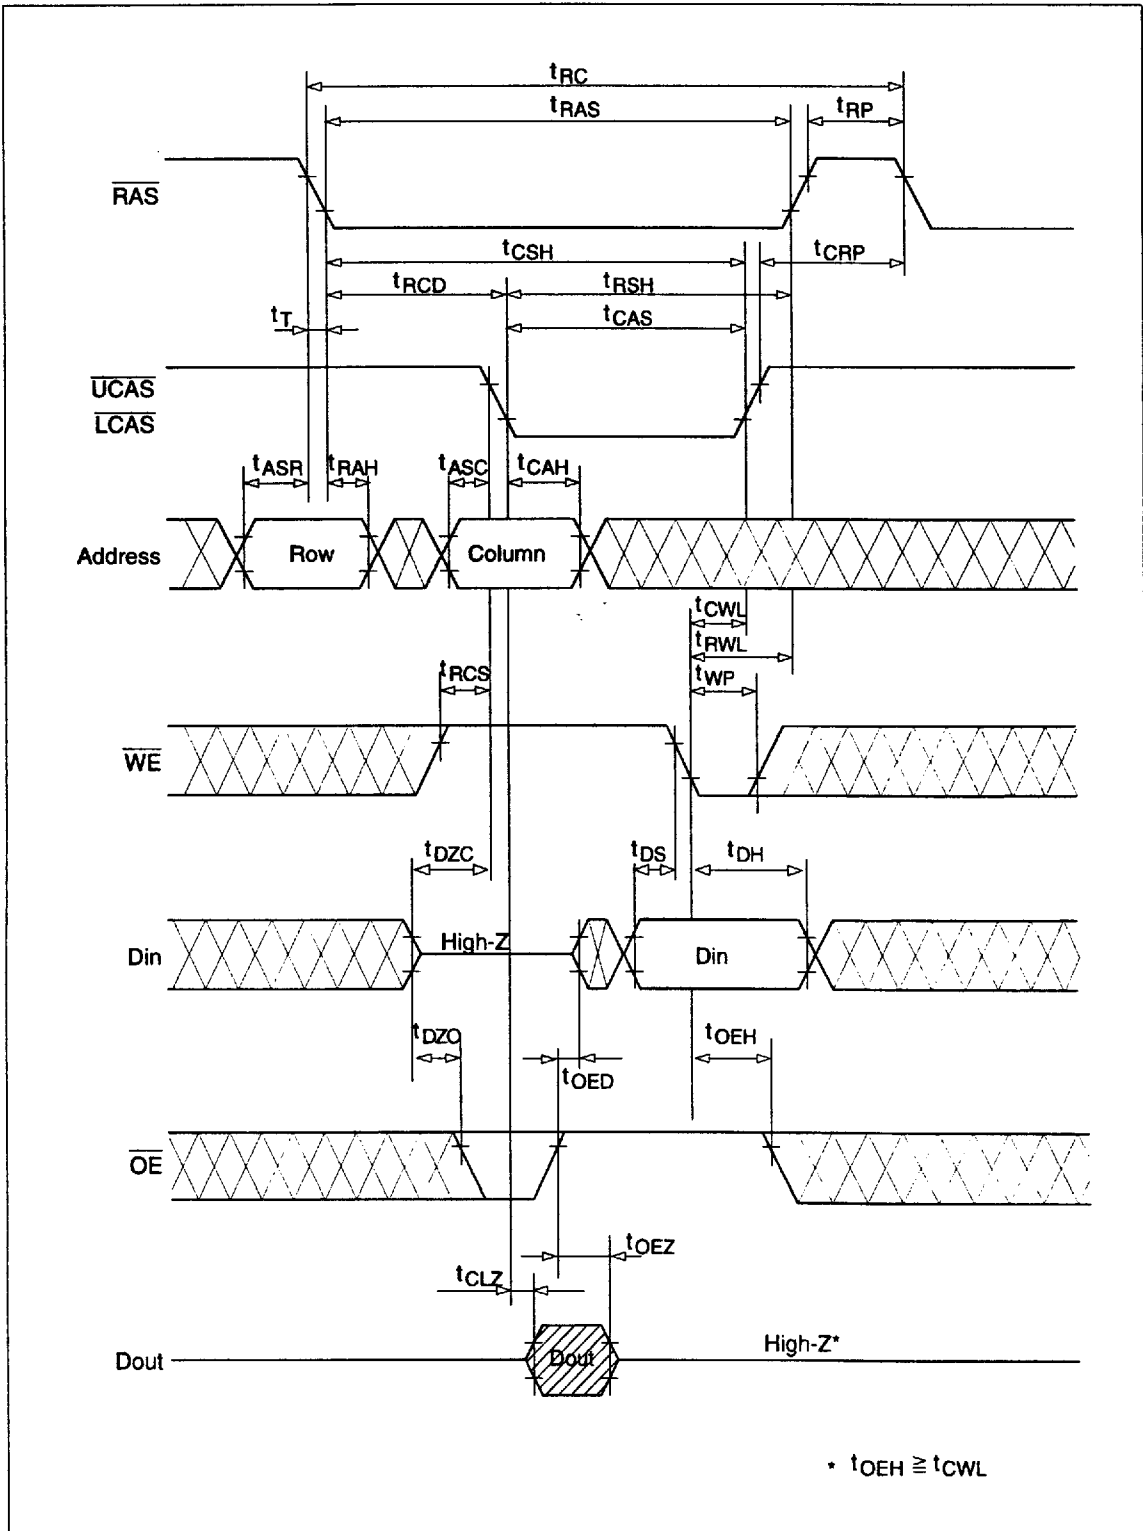 tRC
tRAS
tRP
RAS
tCSH
tCRP
tRCD
tRSH
tT
tCAS
UCAS
LCAS
tASR
tRAH
tASC
tCAH
Address
Row
Column
tCWL
tRWL
tRCS
tWP
WE
tDZC
tDS
tDH
Din
High-Z
Din
tDZO
tOED
tOEH
OE
tOEZ
tCLZ
Dout
Dout
High-Z*
* tOEH ≧ tCWL